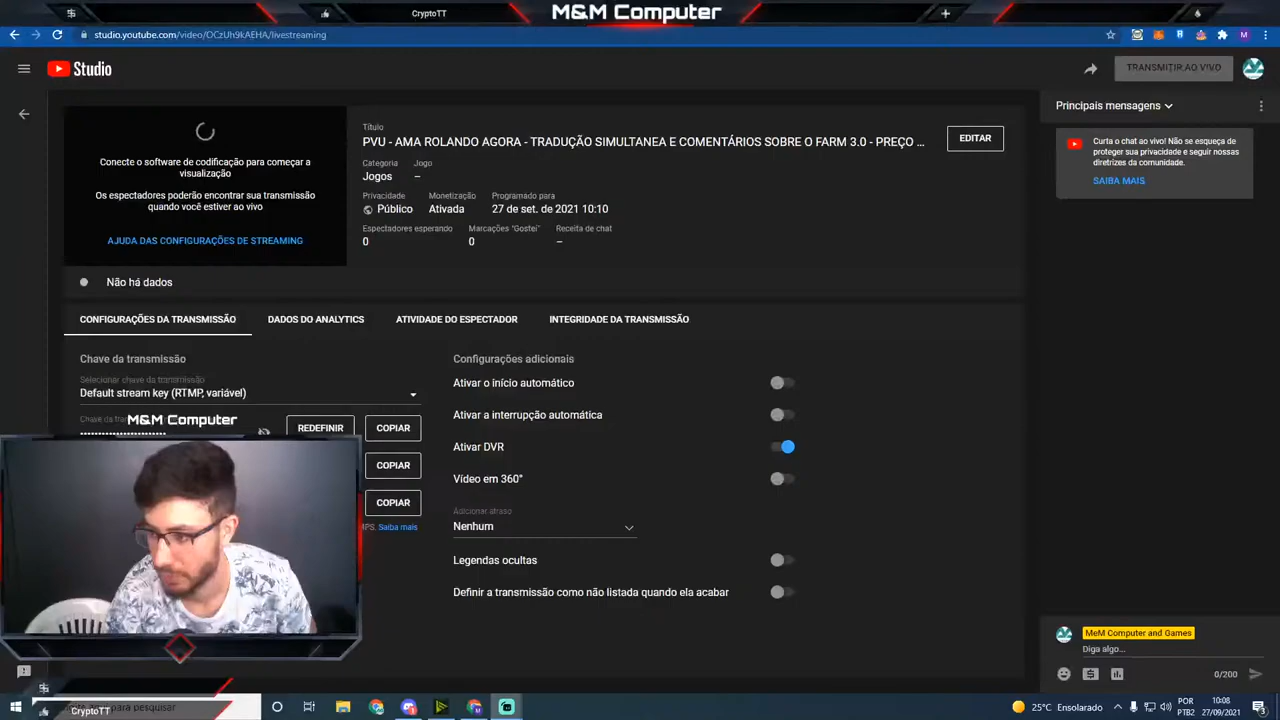 CryptoTT
M&M Computer
studio.youtube.com/video/OCzUh9kAEHA/livestreaming
M
Studio
TRANSMITIR AO VIVO
Conecte o software de codificação para começar a
visualização
Os espectadores poderão encontrar sua transmissão
quando você estiver ao vivo
AJUDA DAS CONFIGURAÇÕES DE STREAMING
Título
PVU - AMA ROLANDO AGORA - TRADUÇÃO SIMULTANEA E COMENTÁRIOS SOBRE O FARM 3.0 - PREÇO ...
EDITAR
Categoria Jogo
Jogos –
Privacidade Monetização Programado para
Público Ativada 27 de set. de 2021 10:10
Espectadores esperando Marcações "Gostei" Receita de chat
0 0 –
Principais mensagens
Curta o chat ao vivo! Não se esqueça de
proteger sua privacidade e seguir nossas
diretrizes da comunidade.
SAIBA MAIS
Não há dados
CONFIGURAÇÕES DA TRANSMISSÃO DADOS DO ANALYTICS ATIVIDADE DO ESPECTADOR INTEGRIDADE DA TRANSMISSÃO
Chave da transmissão
Selecionar chave da transmissão
Default stream key (RTMP, variável)
Chave da
M&M Computer
REDEFINIR COPIAR
COPIAR
COPIAR
Saiba mais
Configurações adicionais
Ativar o início automático
Ativar a interrupção automática
Ativar DVR
Vídeo em 360°
Adicionar atraso
Nenhum
Legendas ocultas
Definir a transmissão como não listada quando ela acabar
MeM Computer and Games
Diga algo...
0/200
para pesquisar
CryptoTT
25°C Ensolarado
POR
PTB2
10:08
27/09/2021